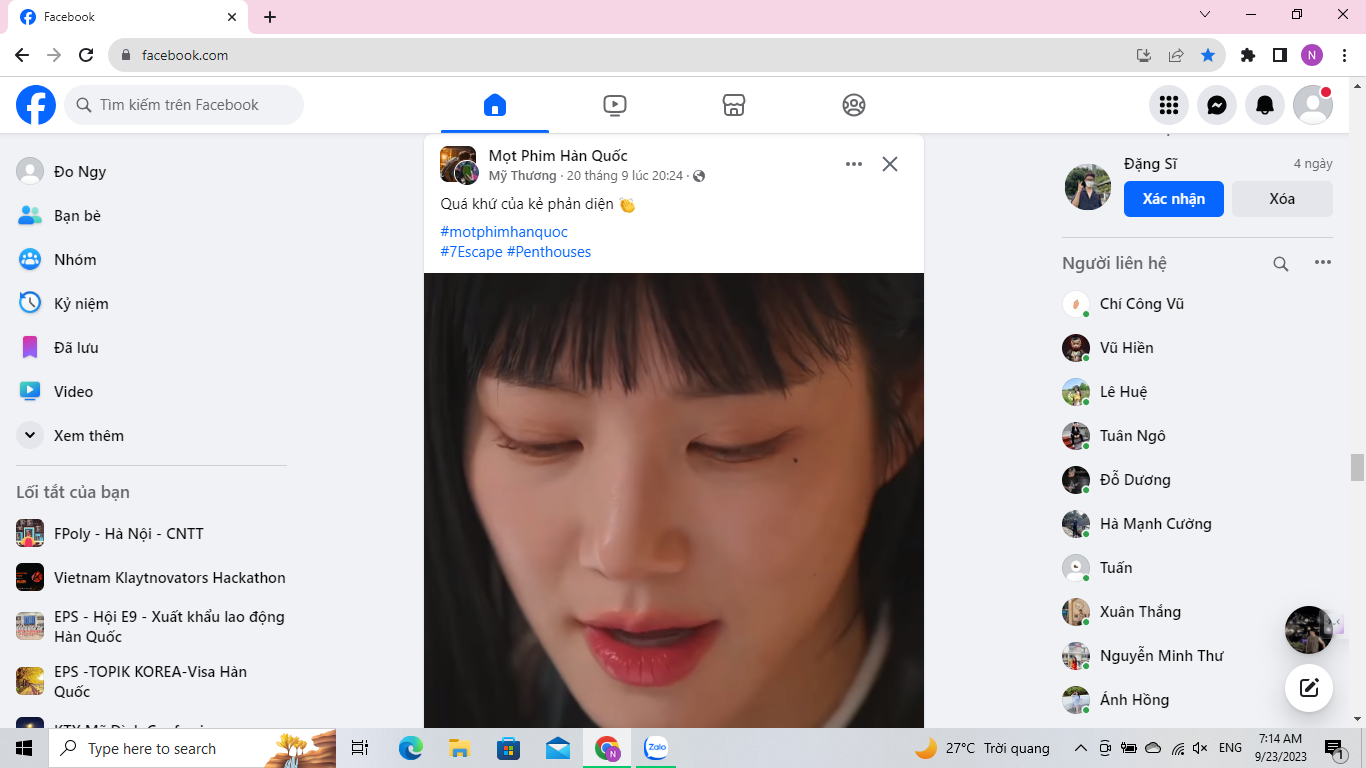 Facebook
facebook.com
N
Tìm kiếm trên Facebook
Đo Ngy
Bạn bè
Nhóm
Kỷ niệm
Đã lưu
Video
Xem thêm
Lối tắt của bạn
FPoly - Hà Nội - CNTT
Vietnam Klaytnovators Hackathon
EPS - Hội E9 - Xuất khẩu lao động
Hàn Quốc
EPS -TOPIK KOREA-Visa Hàn
Quốc
Mọt Phim Hàn Quốc
Mỹ Thương · 20 tháng 9 lúc 20:24 ·
Quá khứ của kẻ phản diện
#motphimhanquoc
#7Escape #Penthouses
Đặng Sĩ
4 ngày
Xác nhận
Xóa
Người liên hệ
Chí Công Vũ
Vũ Hiền
Lê Huệ
Tuân Ngô
Đỗ Dương
Hà Mạnh Cường
Tuấn
Xuân Thắng
Nguyễn Minh Thư
Ánh Hồng
Type here to search
N
Zalo
27°C Trời quang
ENG
7:14 AM
9/23/2023
1